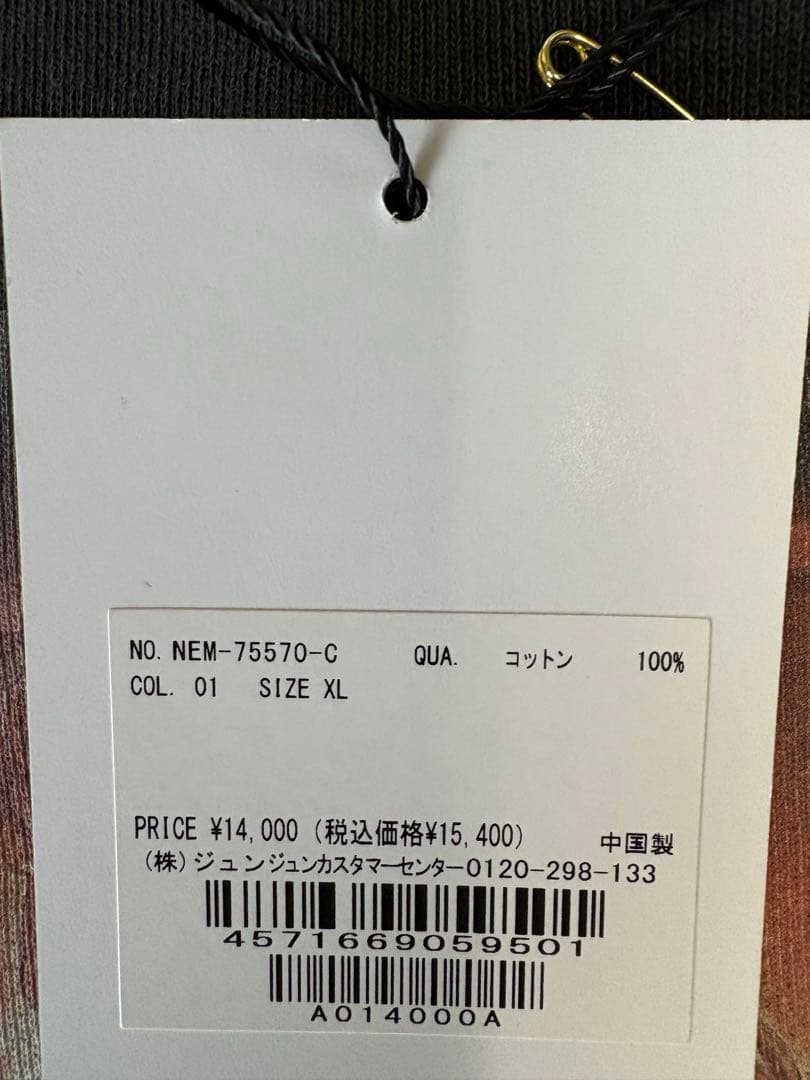 NO. NEM-75570-C QUA. コットン 100%
COL. 01 SIZE XL
PRICE ¥14,000 (税込価格¥15,400) 中国製
(株)ジュンジュンカスタマーセンター0120-298-133
4571669059501
A014000A